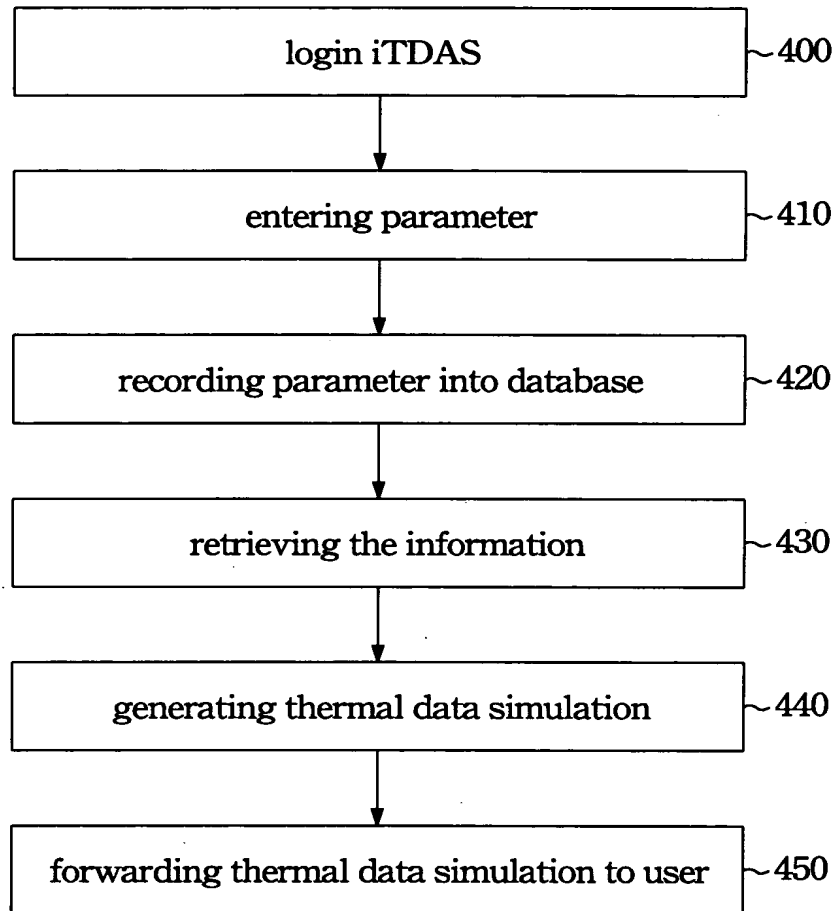 login iTDAS
400
entering parameter
410
recording parameter into database
420
retrieving the information
430
generating thermal data simulation
440
forwarding thermal data simulation to user
450